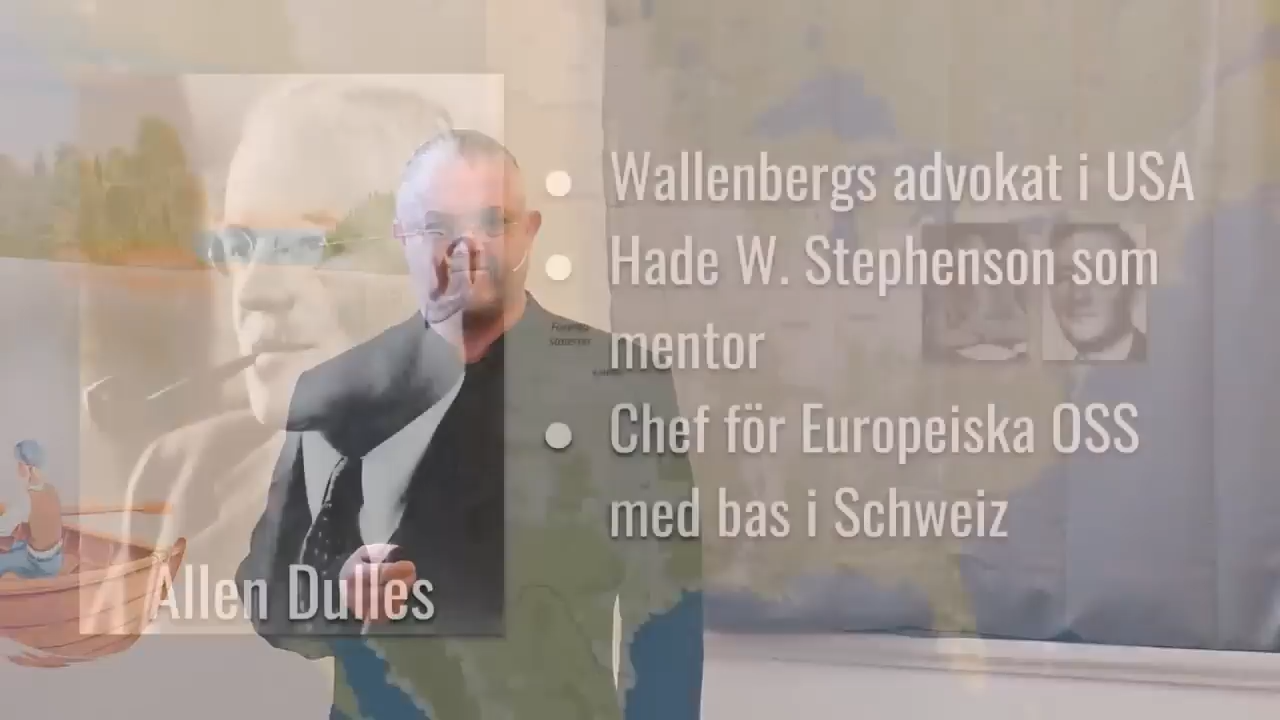 Wallenbergs advokat i USA
Hade W. Stephenson som
mentor
Chef för Europeiska OSS
med bas i Schweiz
Allen Dulles